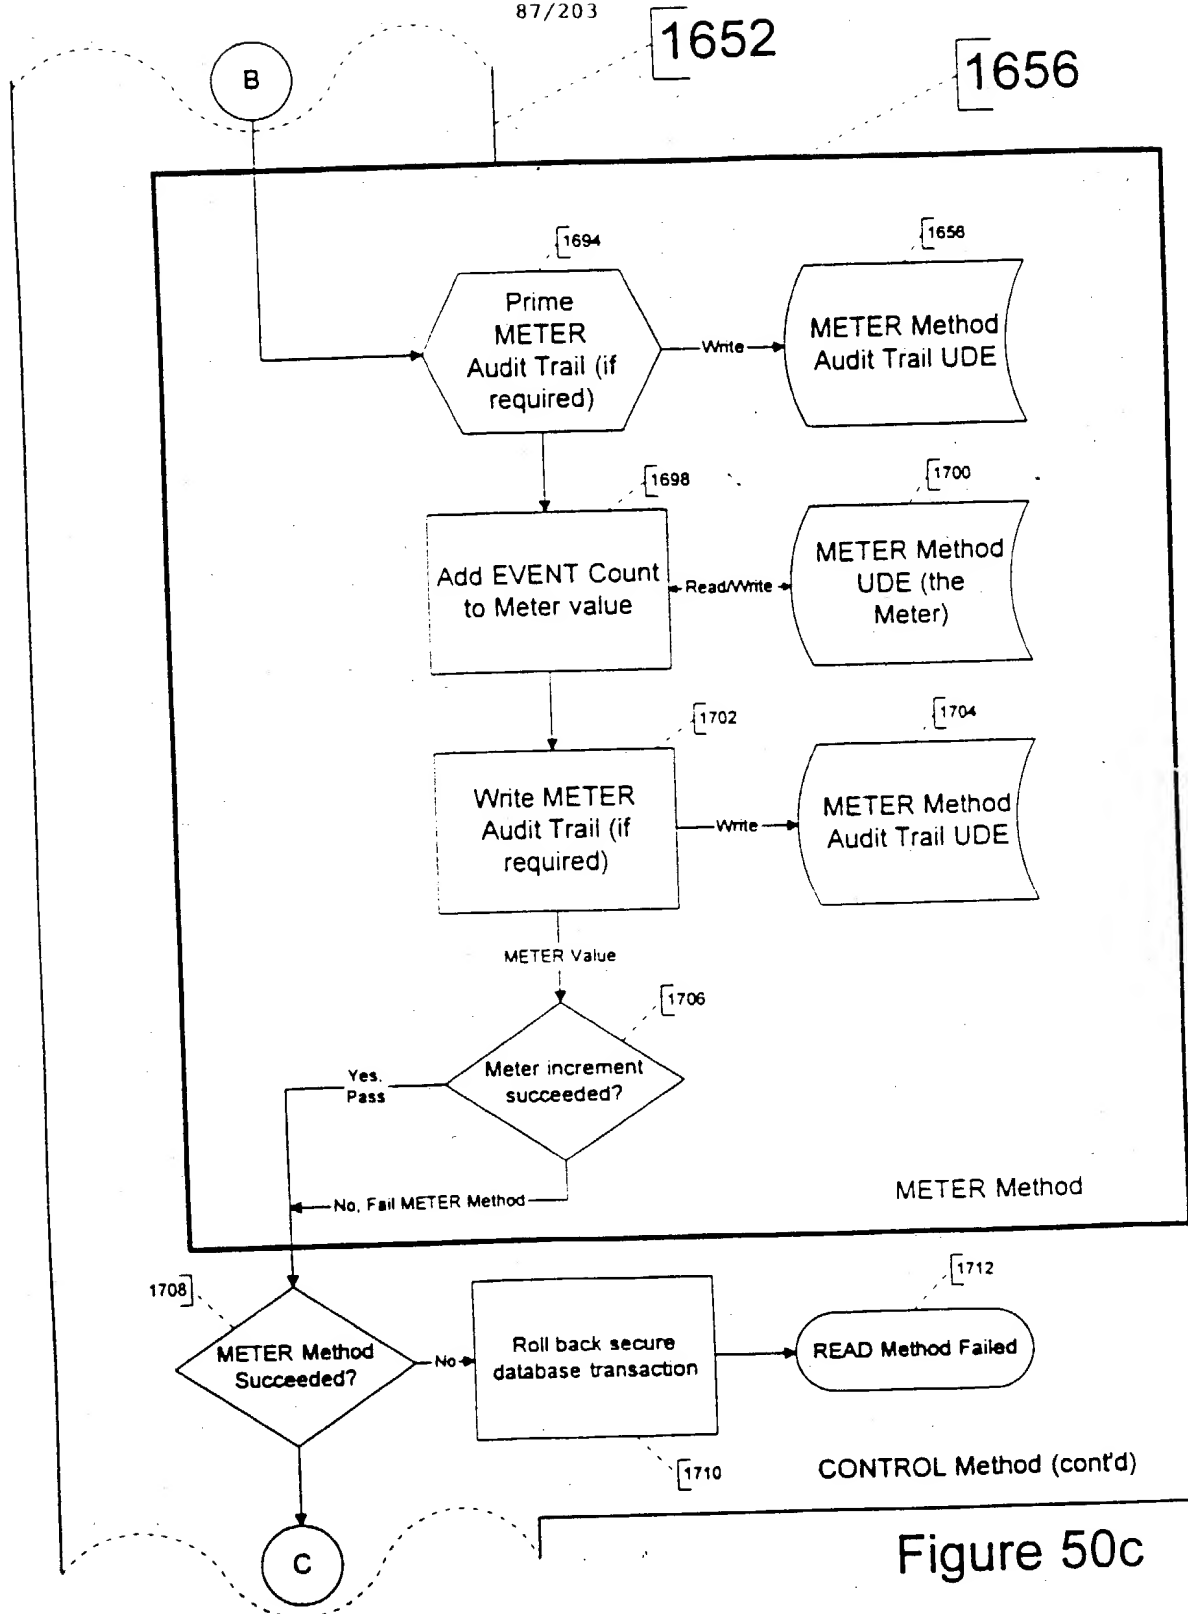 87/203
1652
1656
B
1694
1656
Prime
METER
Audit Trail (if
required)
Write
METER Method
Audit Trail UDE
1698
1700
Add EVENT Count
to Meter value
Read/Write
METER Method
UDE (the
Meter)
1702
1704
Write METER
Audit Trail (if
required)
Write
METER Method
Audit Trail UDE
METER Value
1706
Meter increment
succeeded?
Yes,
Pass
No, Fail METER Method
METER Method
1708
1712
METER Method
Succeeded?
No
Roll back secure
database transaction
READ Method Failed
1710
CONTROL Method (cont'd)
C
Figure 50c